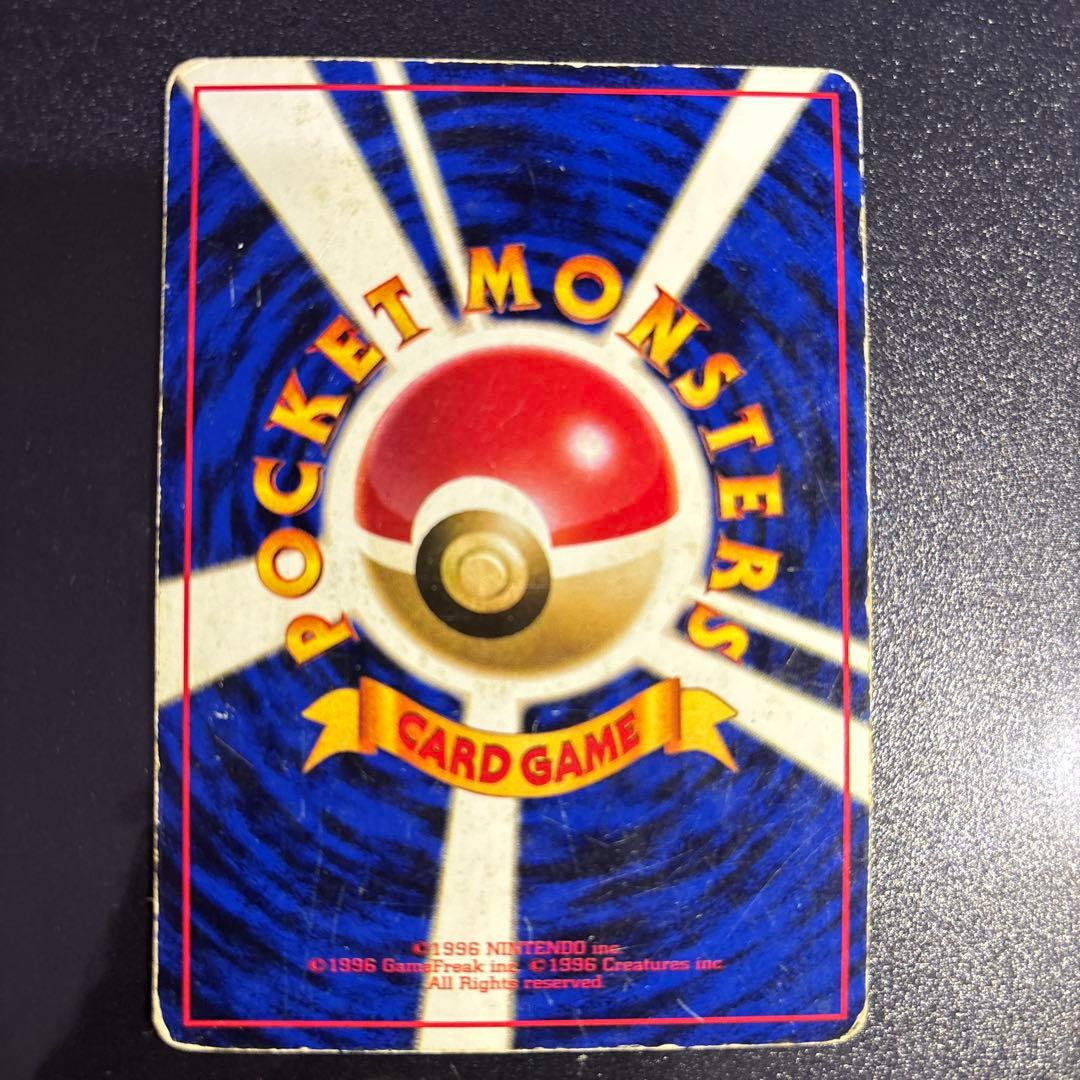 POCKET MONSTERS
CARD GAME
©1996 NINTENDO inc
©1996 GameFreak inc ©1996 Creatures inc
All Rights reserved